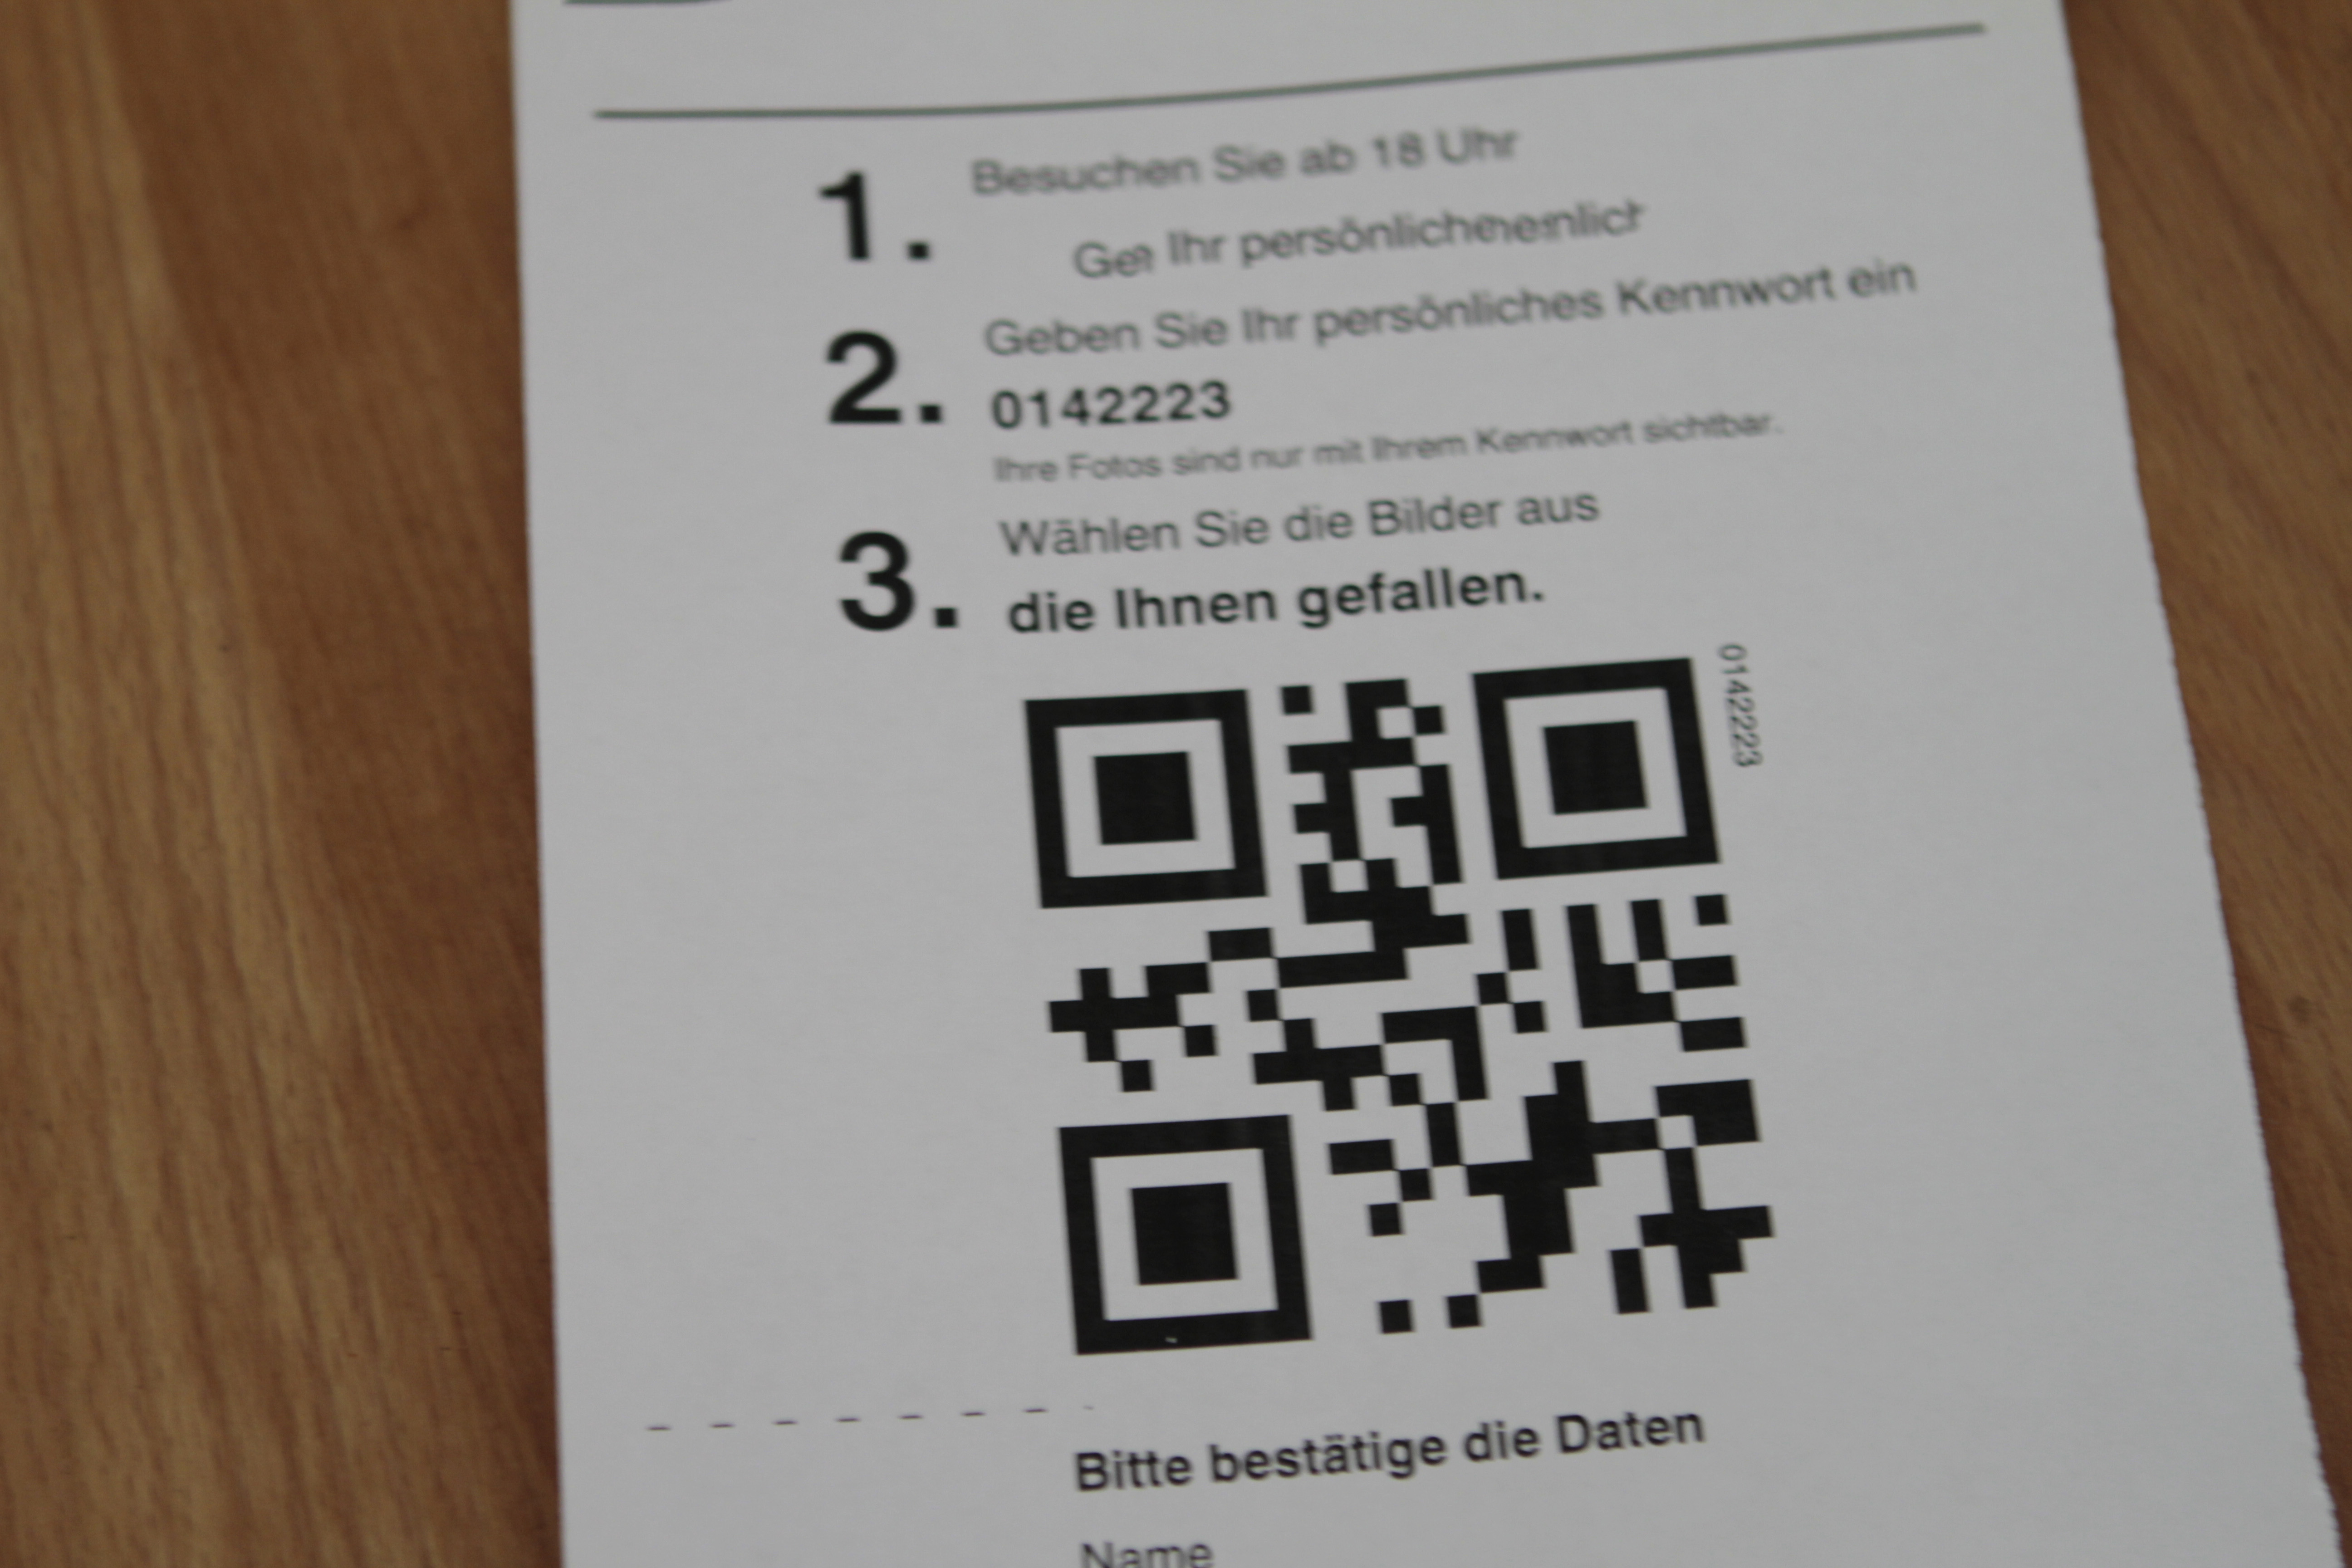 1. Besuchen Sie ab 18 Uhr
Ihr
2. Geben Sie Ihr persönliches Kennwort ein
0142223
Ihre Fotos sind nur mit Ihrem Kennwort sichtbar.
3. Wählen Sie die Bilder aus
die Ihnen gefallen.
0142223
Bitte bestätige die Daten
Name